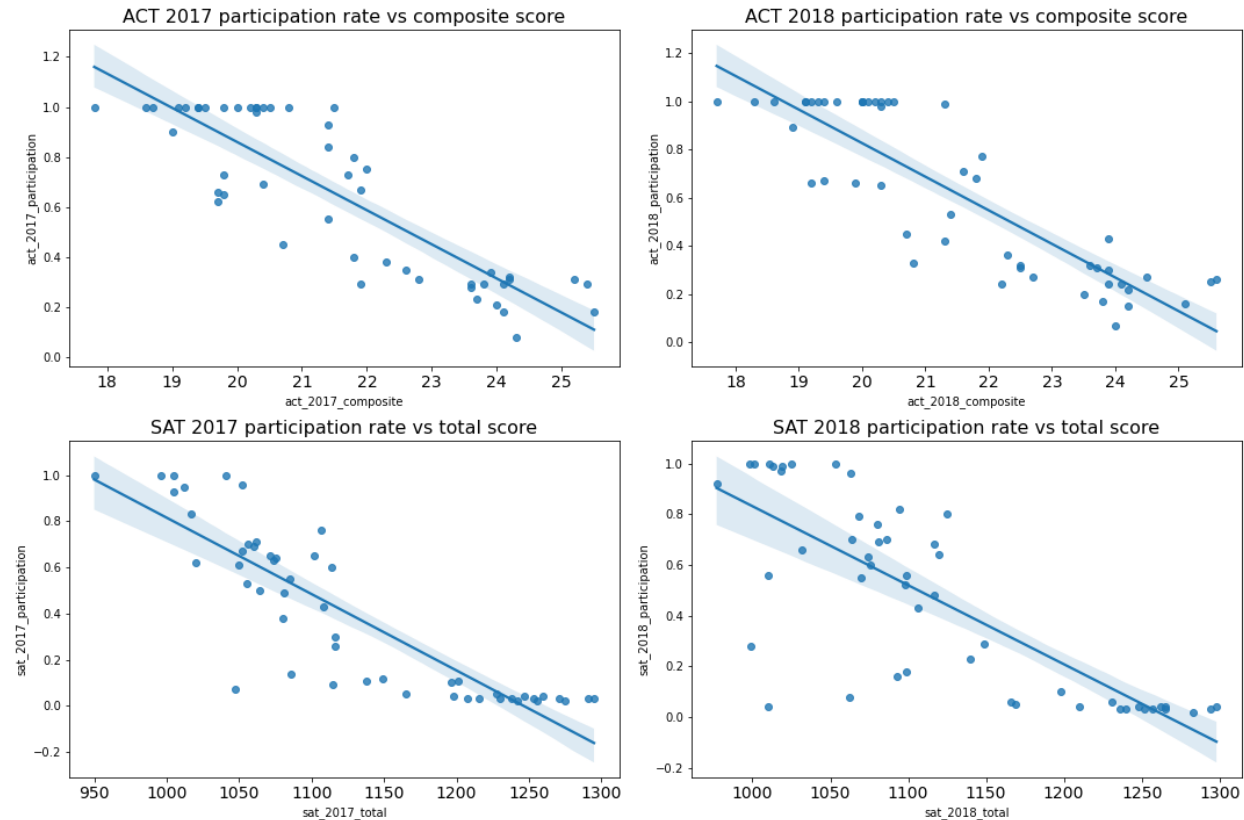 ACT 2017 participation rate vs composite score
1.2
1.0
0.8
0.6
0.4
0.2
0.0
act_2017_participation
18 19 20 21 22 23 24 25
act_2017_composite
ACT 2018 participation rate vs composite score
1.2
1.0
0.8
0.6
0.4
0.2
0.0
act_2018_participation
18 19 20 21 22 23 24 25
act_2018_composite
SAT 2017 participation rate vs total score
1.0
0.8
0.6
0.4
0.2
0.0
−0.2
sat_2017_participation
950 1000 1050 1100 1150 1200 1250 1300
sat_2017_total
SAT 2018 participation rate vs total score
1.0
0.8
0.6
0.4
0.2
0.0
−0.2
sat_2018_participation
1000 1050 1100 1150 1200 1250 1300
sat_2018_total